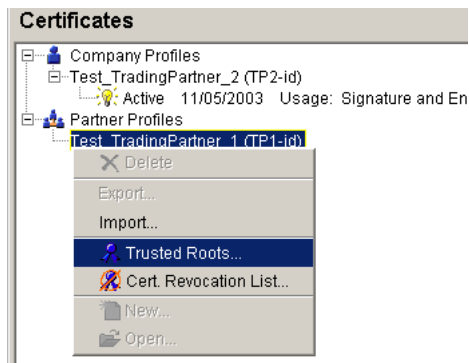 Certificates
Company Profiles
Test_TradingPartner_2 (TP2-id)
Active 11/05/2003 Usage: Signature and En
Partner Profiles
Test_TradingPartner_1 (TP1-id)
Delete
Export...
Import...
Trusted Roots...
Cert. Revocation List...
New...
Open...